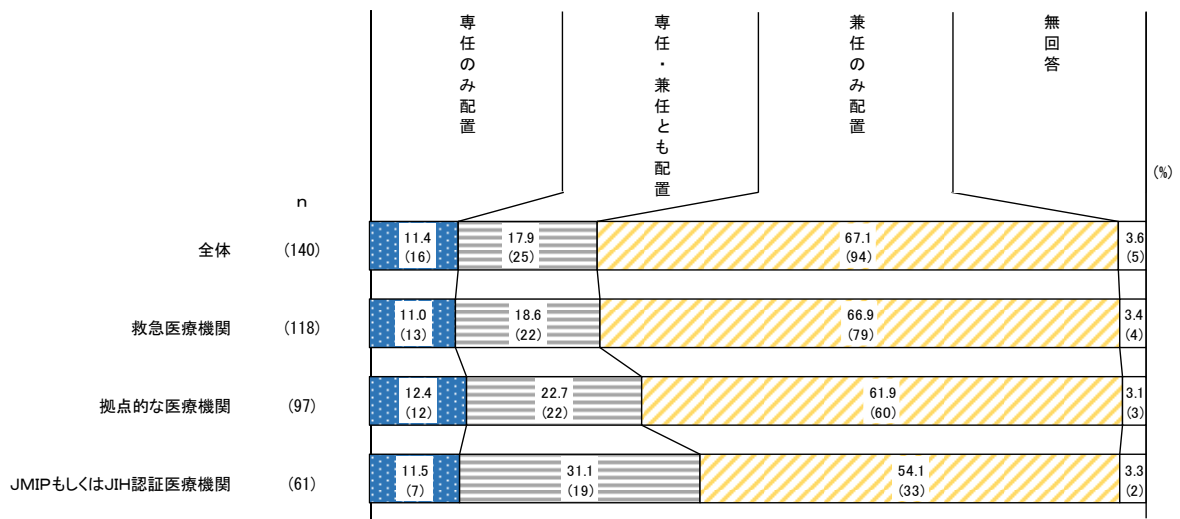 専任のみ配置
専任・兼任とも配置
兼任のみ配置
無回答
(%)
n
全体 (140) 11.4 (16) 17.9 (25) 67.1 (94) 3.6 (5)
救急医療機関 (118) 11.0 (13) 18.6 (22) 66.9 (79) 3.4 (4)
拠点的な医療機関 (97) 12.4 (12) 22.7 (22) 61.9 (60) 3.1 (3)
JMIPもしくはJIH認証医療機関 (61) 11.5 (7) 31.1 (19) 54.1 (33) 3.3 (2)